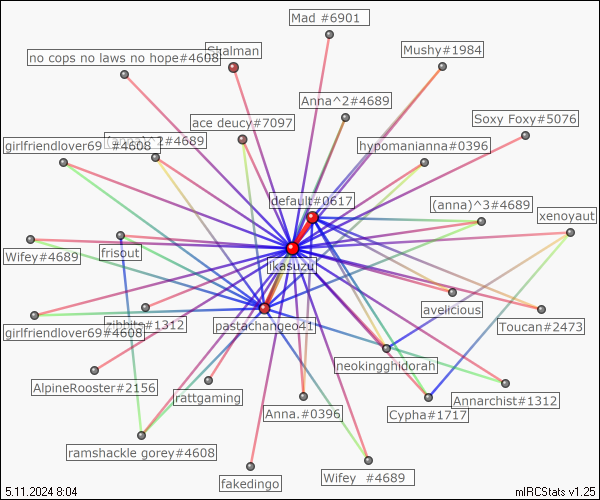 Mad #6901
Chalman
Mushy#1984
no cops no laws no hope#4608
Anna^2#4689
ace deucy#7097
Soxy Foxy#5076
girlfriendlover69 #4608
(anna)^2#4689
hypomanianna#0396
default#0617
(anna)^3#4689
xenoyaut
Wifey#4689
frisout
ikasuzu
avelicious
girlfriendlover69#4608
#1312
pastachangeo41
Toucan#2473
neokingghidorah
AlpineRooster#2156
rattgaming
Anna.#0396
Cypha#1717
Annarchist#1312
ramshackle gorey#4608
fakedingo
Wifey #4689
5.11.2024 8:04
mIRCStats v1.25